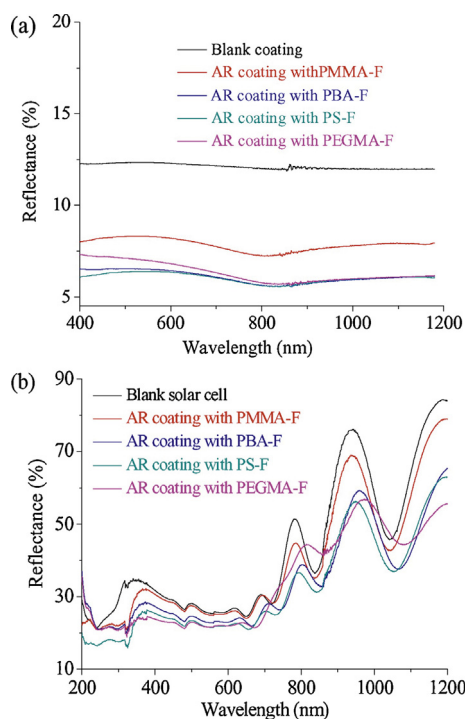 (a)
20
15
10
5
Reflectance (%)
Blank coating
AR coating withPMMA-F
AR coating with PBA-F
AR coating with PS-F
AR coating with PEGMA-F
400 600 800 1000 1200
Wavelength (nm)
(b)
90
70
50
30
10
Reflectance (%)
Blank solar cell
AR coating with PMMA-F
AR coating with PBA-F
AR coating with PS-F
AR coating with PEGMA-F
200 400 600 800 1000 1200
Wavelength (nm)